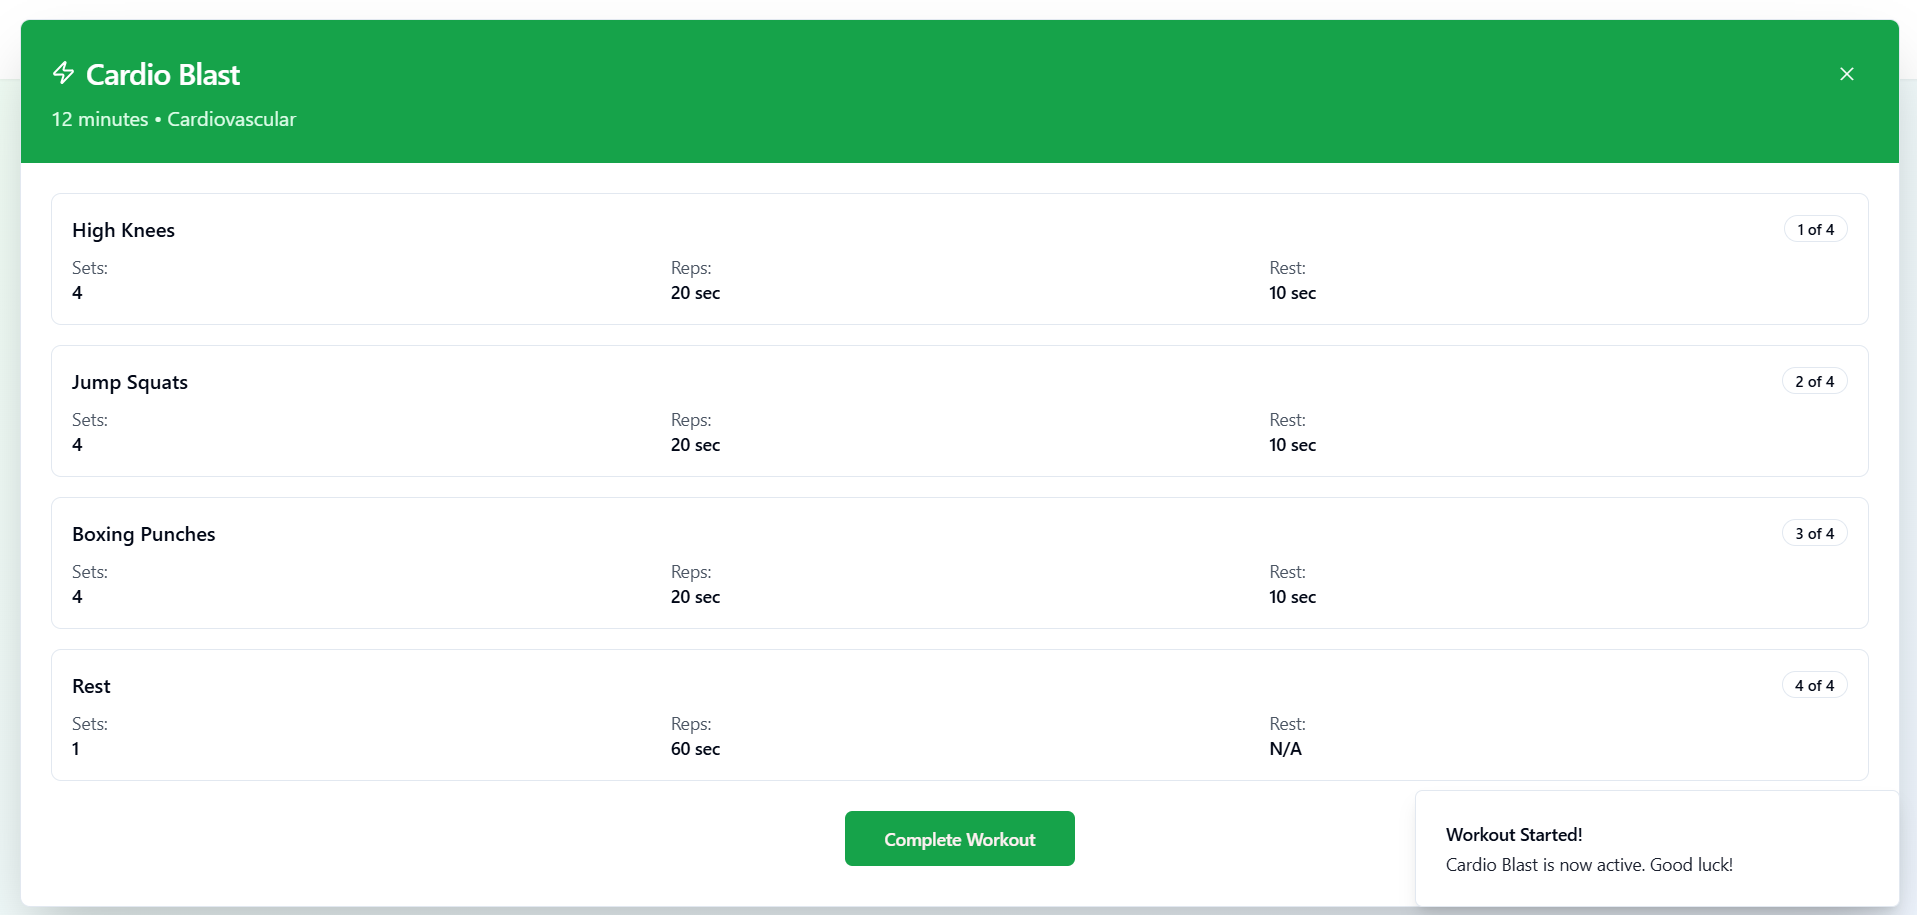 Cardio Blast
12 minutes • Cardiovascular
High Knees
1 of 4
Sets:
Reps:
Rest:
4
20 sec
10 sec
Jump Squats
2 of 4
Sets:
Reps:
Rest:
4
20 sec
10 sec
Boxing Punches
3 of 4
Sets:
Reps:
Rest:
4
20 sec
10 sec
Rest
4 of 4
Sets:
Reps:
Rest:
1
60 sec
N/A
Complete Workout
Workout Started!
Cardio Blast is now active. Good luck!